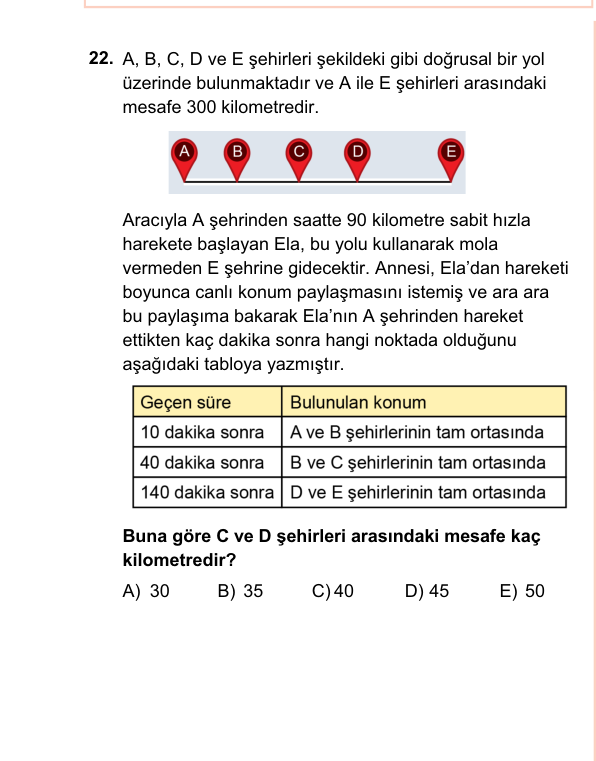 22. A, B, C, D ve E şehirleri şekildeki gibi doğrusal bir yol
üzerinde bulunmaktadır ve A ile E şehirleri arasındaki
mesafe 300 kilometredir.
A B C D E
Aracıyla A şehrinden saatte 90 kilometre sabit hızla
harekete başlayan Ela, bu yolu kullanarak mola
vermeden E şehrine gidecektir. Annesi, Ela'dan hareketi
boyunca canlı konum paylaşmasını istemiş ve ara ara
bu paylaşıma bakarak Ela'nın A şehrinden hareket
ettikten kaç dakika sonra hangi noktada olduğunu
aşağıdaki tabloya yazmıştır.
Geçen süre Bulunulan konum
10 dakika sonra A ve B şehirlerinin tam ortasında
40 dakika sonra B ve C şehirlerinin tam ortasında
140 dakika sonra D ve E şehirlerinin tam ortasında
Buna göre C ve D şehirleri arasındaki mesafe kaç
kilometredir?
A) 30 B) 35 C) 40 D) 45 E) 50